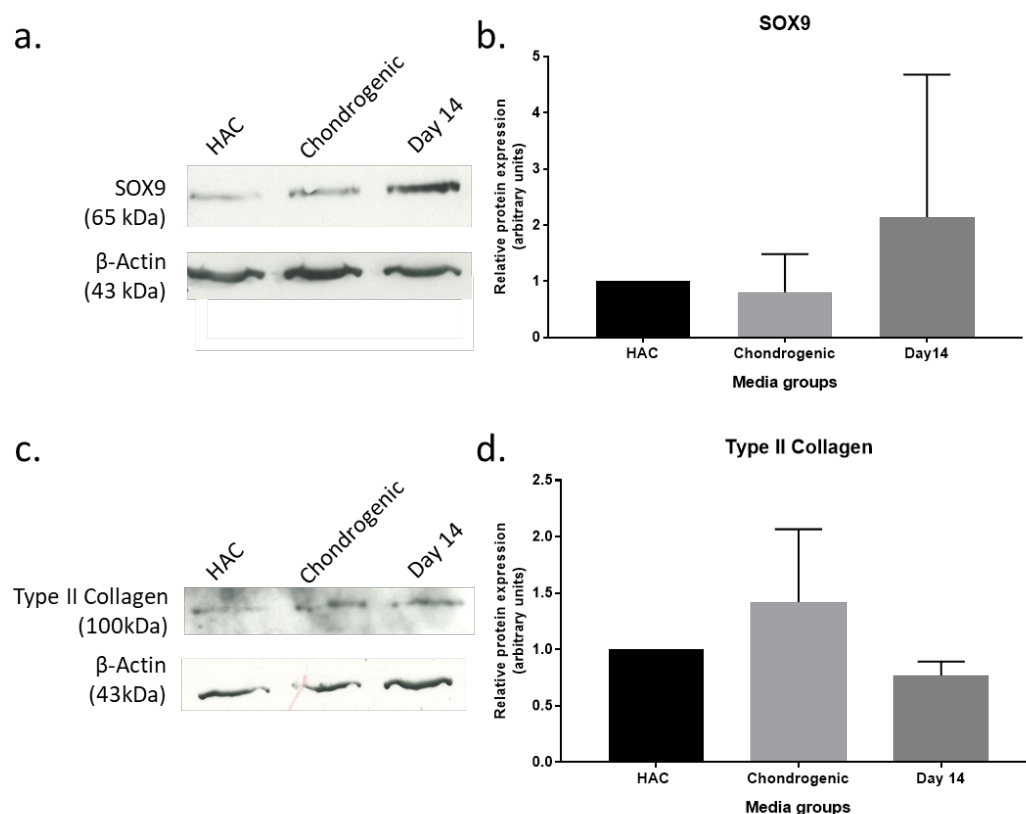 a.
HAC
Chondrogenic
Day 14
SOX9
(65 kDa)
β-Actin
(43 kDa)
b.
SOX9
Relative protein expression
(arbitrary units)
5
4
3
2
1
0
HAC
Chondrogenic
Day14
Media groups
c.
HAC
Chondrogenic
Day 14
Type II Collagen
(100kDa)
β-Actin
(43kDa)
d.
Type II Collagen
Relative protein expression
(arbitrary units)
2.5
2.0
1.5
1.0
0.5
0.0
HAC
Chondrogenic
Day 14
Media groups